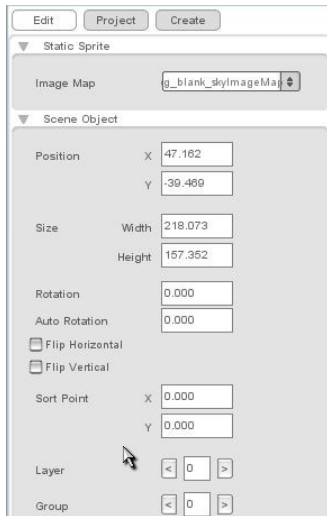 Edit Project Create
Static Sprite
Image Map g_blank_skyImageMap
Scene Object
Position X 47.162
Y -39.469
Size Width 218.073
Height 157.352
Rotation 0.000
Auto Rotation 0.000
Flip Horizontal
Flip Vertical
Sort Point X 0.000
Y 0.000
Layer < 0 >
Group < 0 >